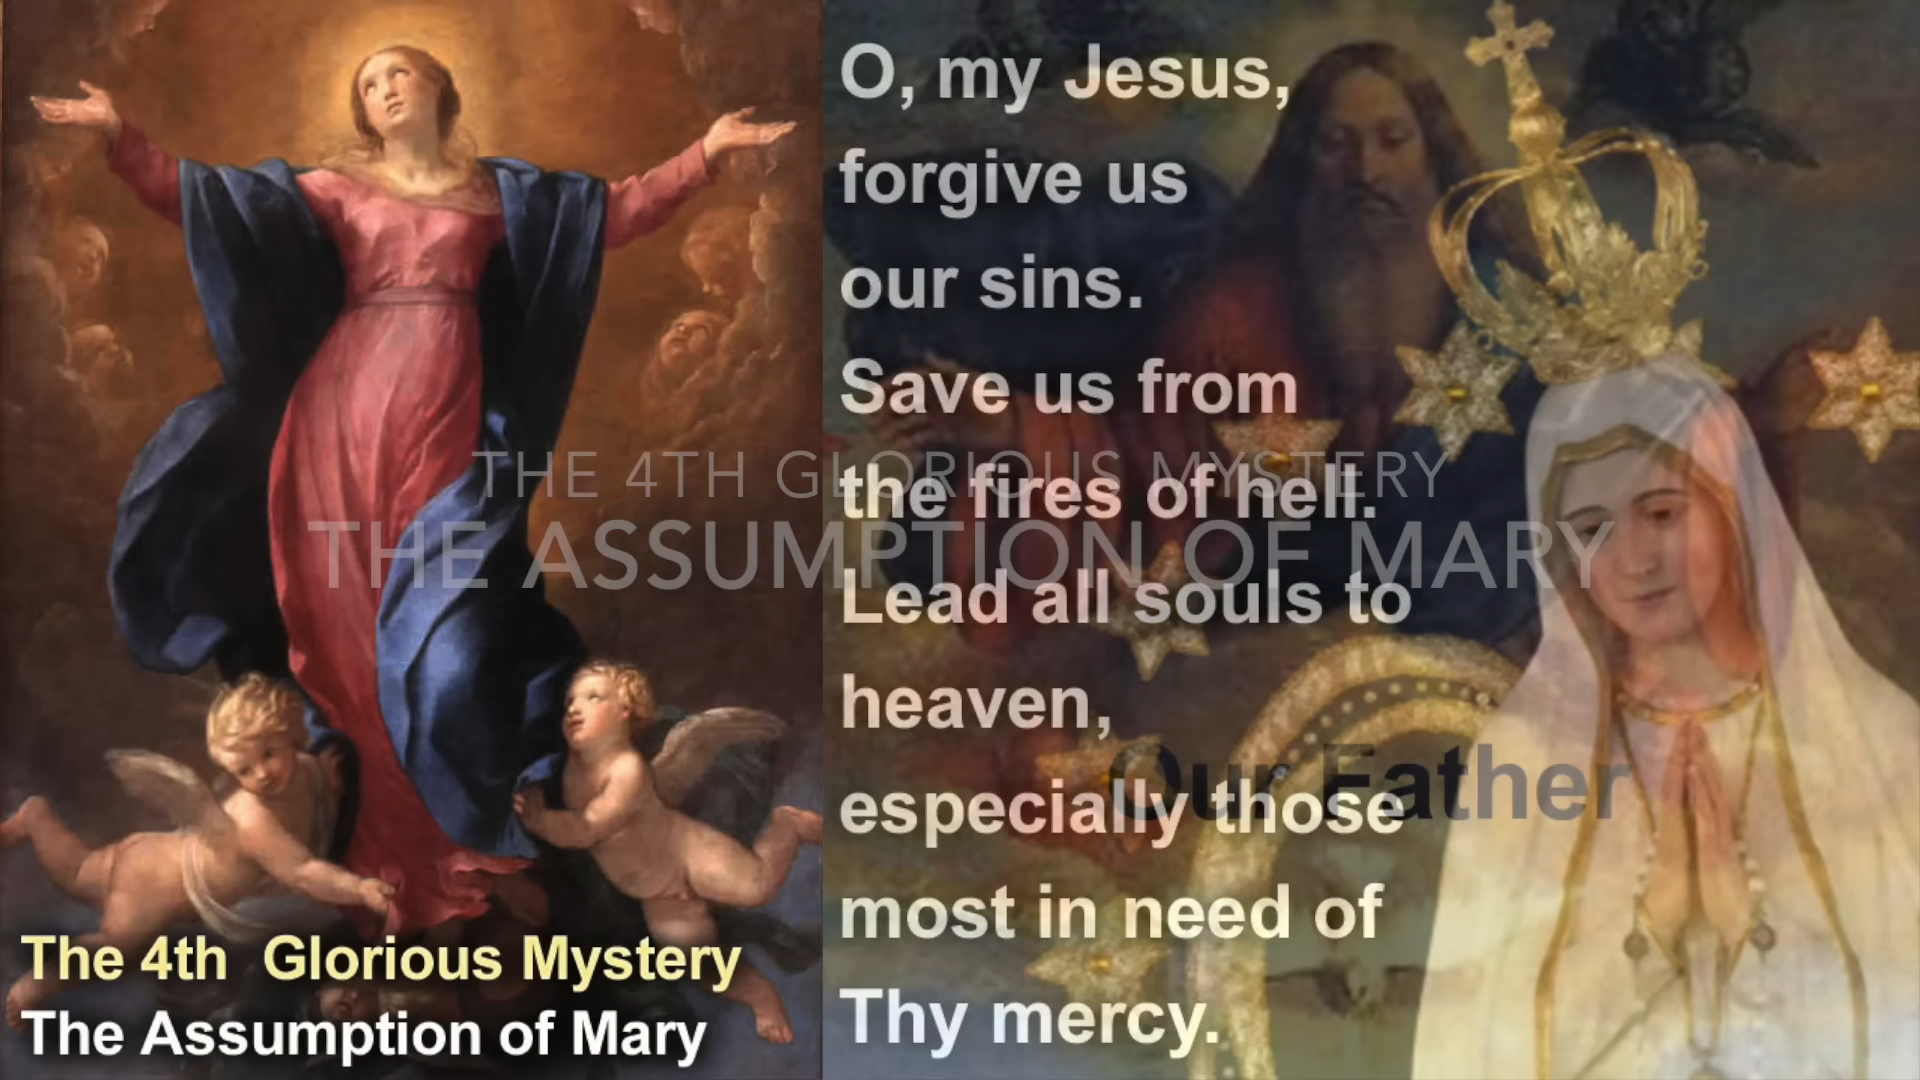 O, my Jesus,
forgive us
our sins.
Save us from
THE 4TH GLORIOUS MYSTERY
the fires of hell.
THE ASSUMPTION OF MARY
Lead all souls to
heaven,
Our Father
especially those
most in need of
Thy mercy.
The 4th  Glorious Mystery
The Assumption of Mary